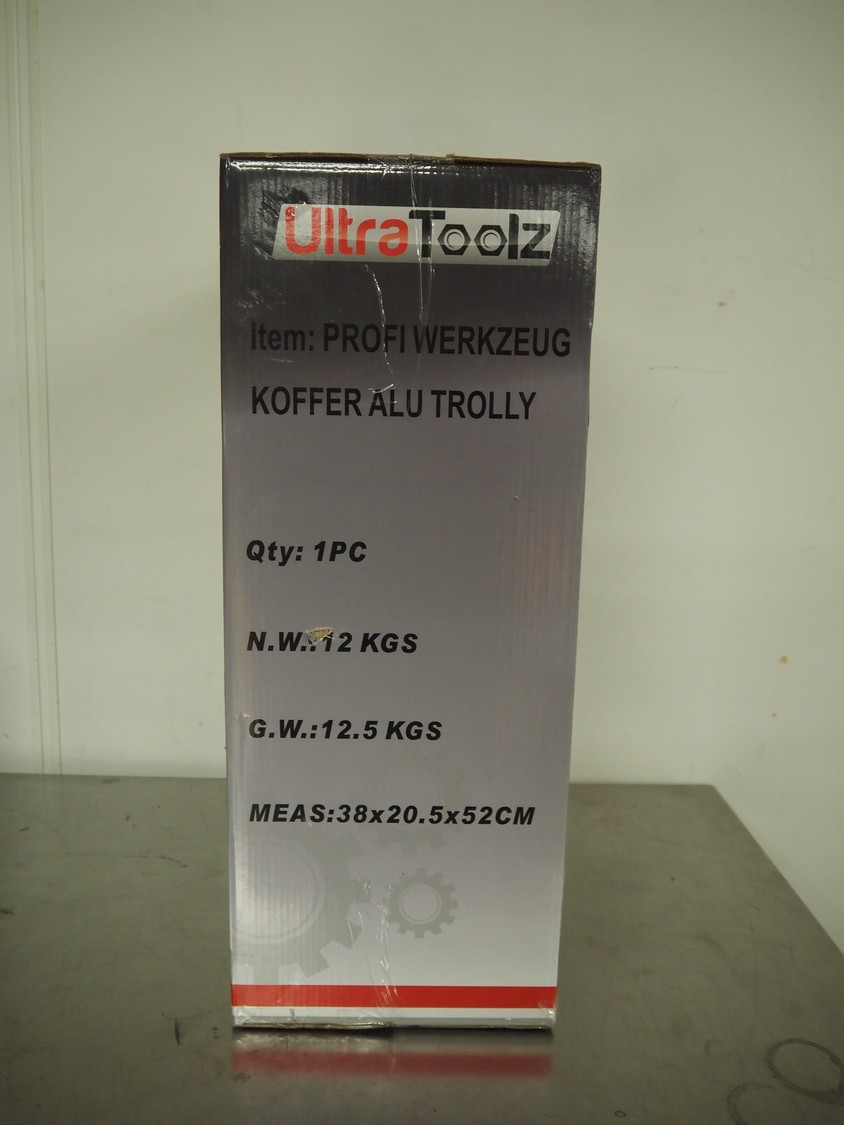 UltraToolz
Item: PROFI WERKZEUG
KOFFER ALU TROLLY
Qty: 1PC
N.W.:12 KGS
G.W.:12.5 KGS
MEAS:38x20.5x52CM